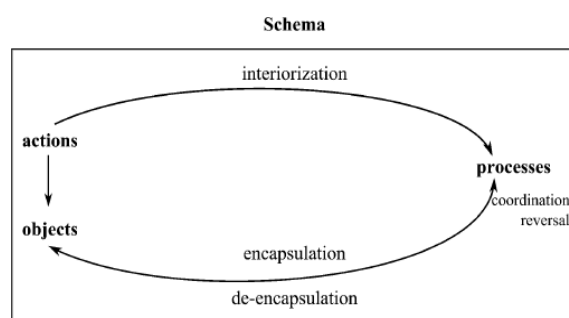 Schema
interiorization
actions
processes
coordination
reversal
objects
encapsulation
de-encapsulation